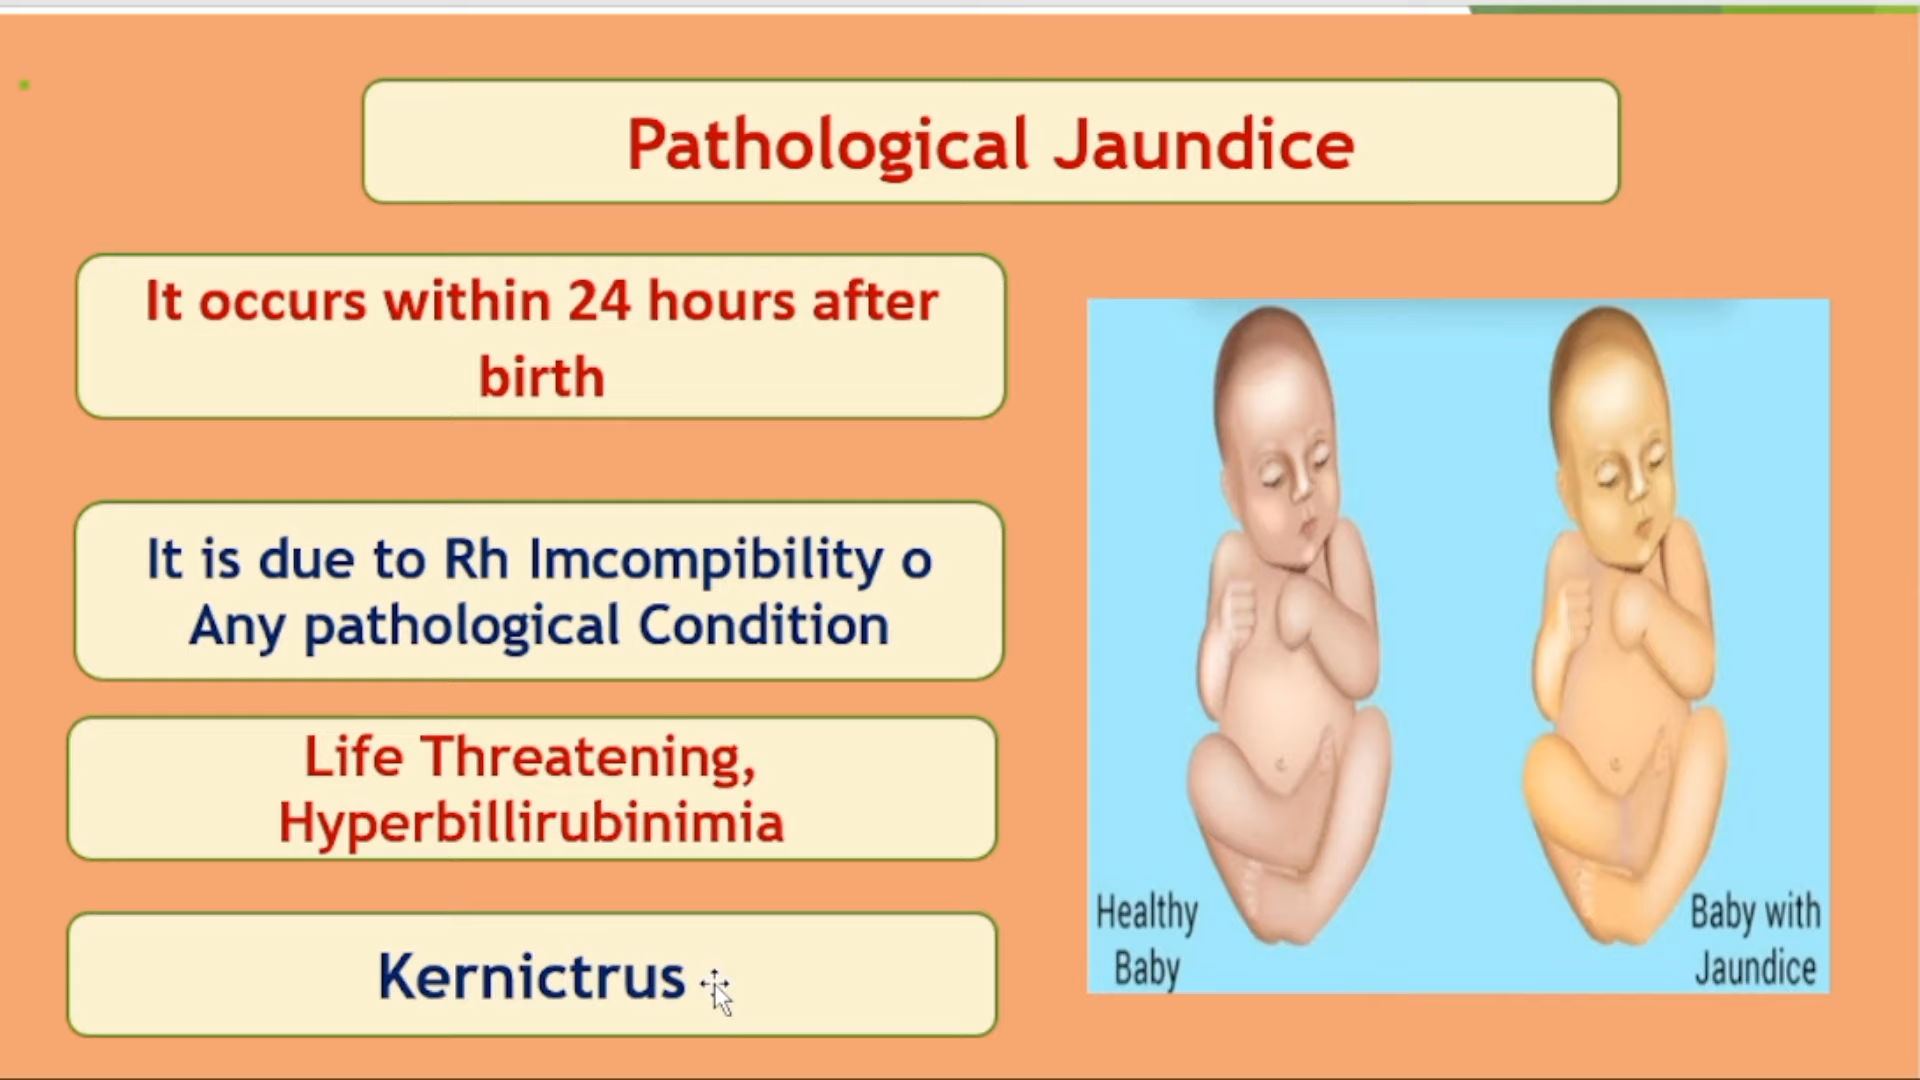 Pathological Jaundice
It occurs within 24 hours after
birth
It is due to Rh Imcompibility o
Any pathological Condition
Life Threatening,
Hyperbillirubinimia
Kernictrus
Healthy
Baby
Baby with
Jaundice